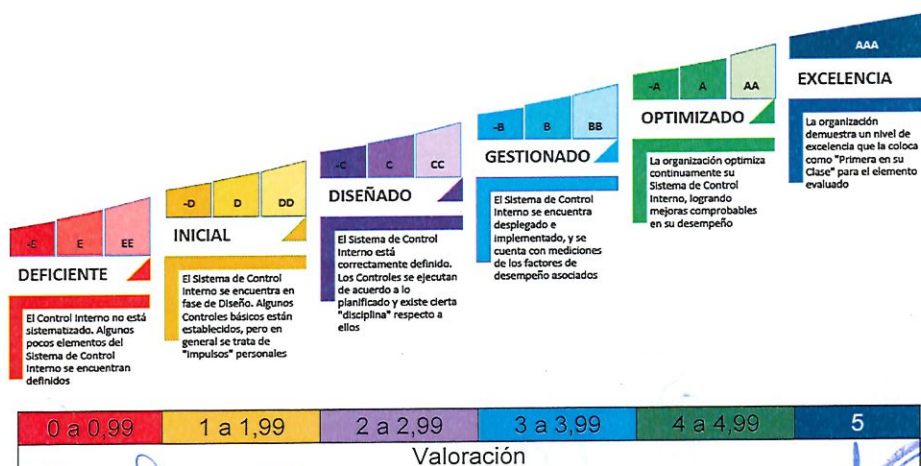 -E E EE
DEFICIENTE
El Control Interno no está
sistematizado. Algunos
pocos elementos del
Sistema de Control
Interno se encuentran
definidos
-D D DD
INICIAL
El Sistema de Control
Interno se encuentra en
fase de Diseño. Algunos
Controles básicos están
establecidos, pero en
general se trata de
"impulsos" personales
-C C CC
DISEÑADO
El Sistema de Control
Interno está
correctamente definido.
Los Controles se ejecutan
de acuerdo a lo
planificado y existe cierta
"disciplina" respecto a
ellos
-B B BB
GESTIONADO
El Sistema de Control
Interno se encuentra
desplegado e
implementado, y se
cuenta con mediciones
de los factores de
desempeño asociados
-A A AA
OPTIMIZADO
La organización optimiza
continuamente su
Sistema de Control
Interno, logrando
mejoras comprobables
en su desempeño
AAA
EXCELENCIA
La organización
demuestra un nivel de
excelencia que la coloca
como "Primera en su
Clase" para el elemento
evaluado
0 a 0,99 1 a 1,99 2 a 2,99 3 a 3,99 4 a 4,99 5
Valoración